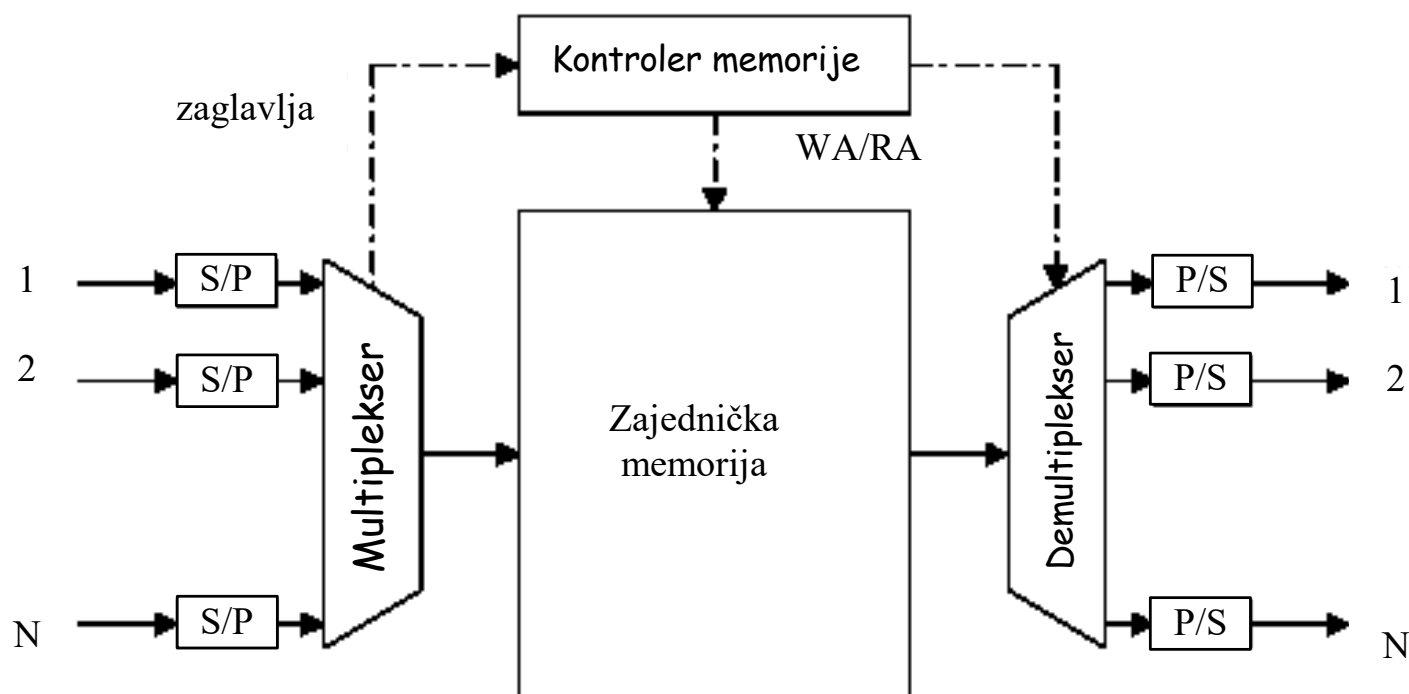 Kontroler memorije
zaglavlja
WA/RA
1
S/P
P/S
1
2
S/P
P/S
2
Multiplekser
Zajednička
memorija
Demultiplekser
N
S/P
P/S
N